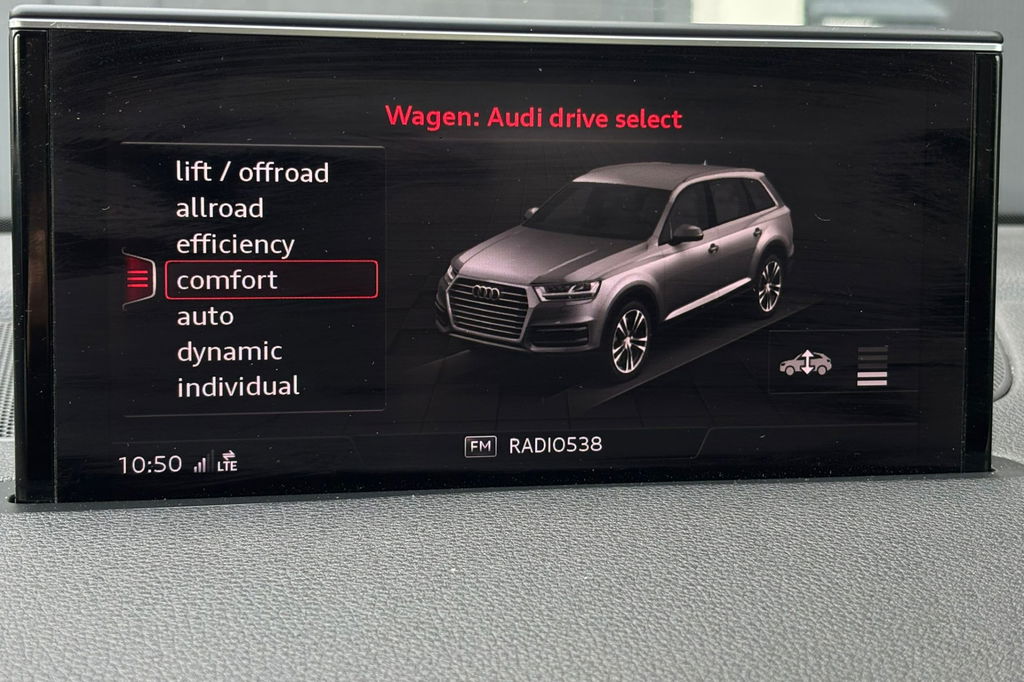 Wagen: Audi drive select
lift / offroad
allroad
efficiency
comfort
auto
dynamic
individual
FM RADIO538
10:50 LTE